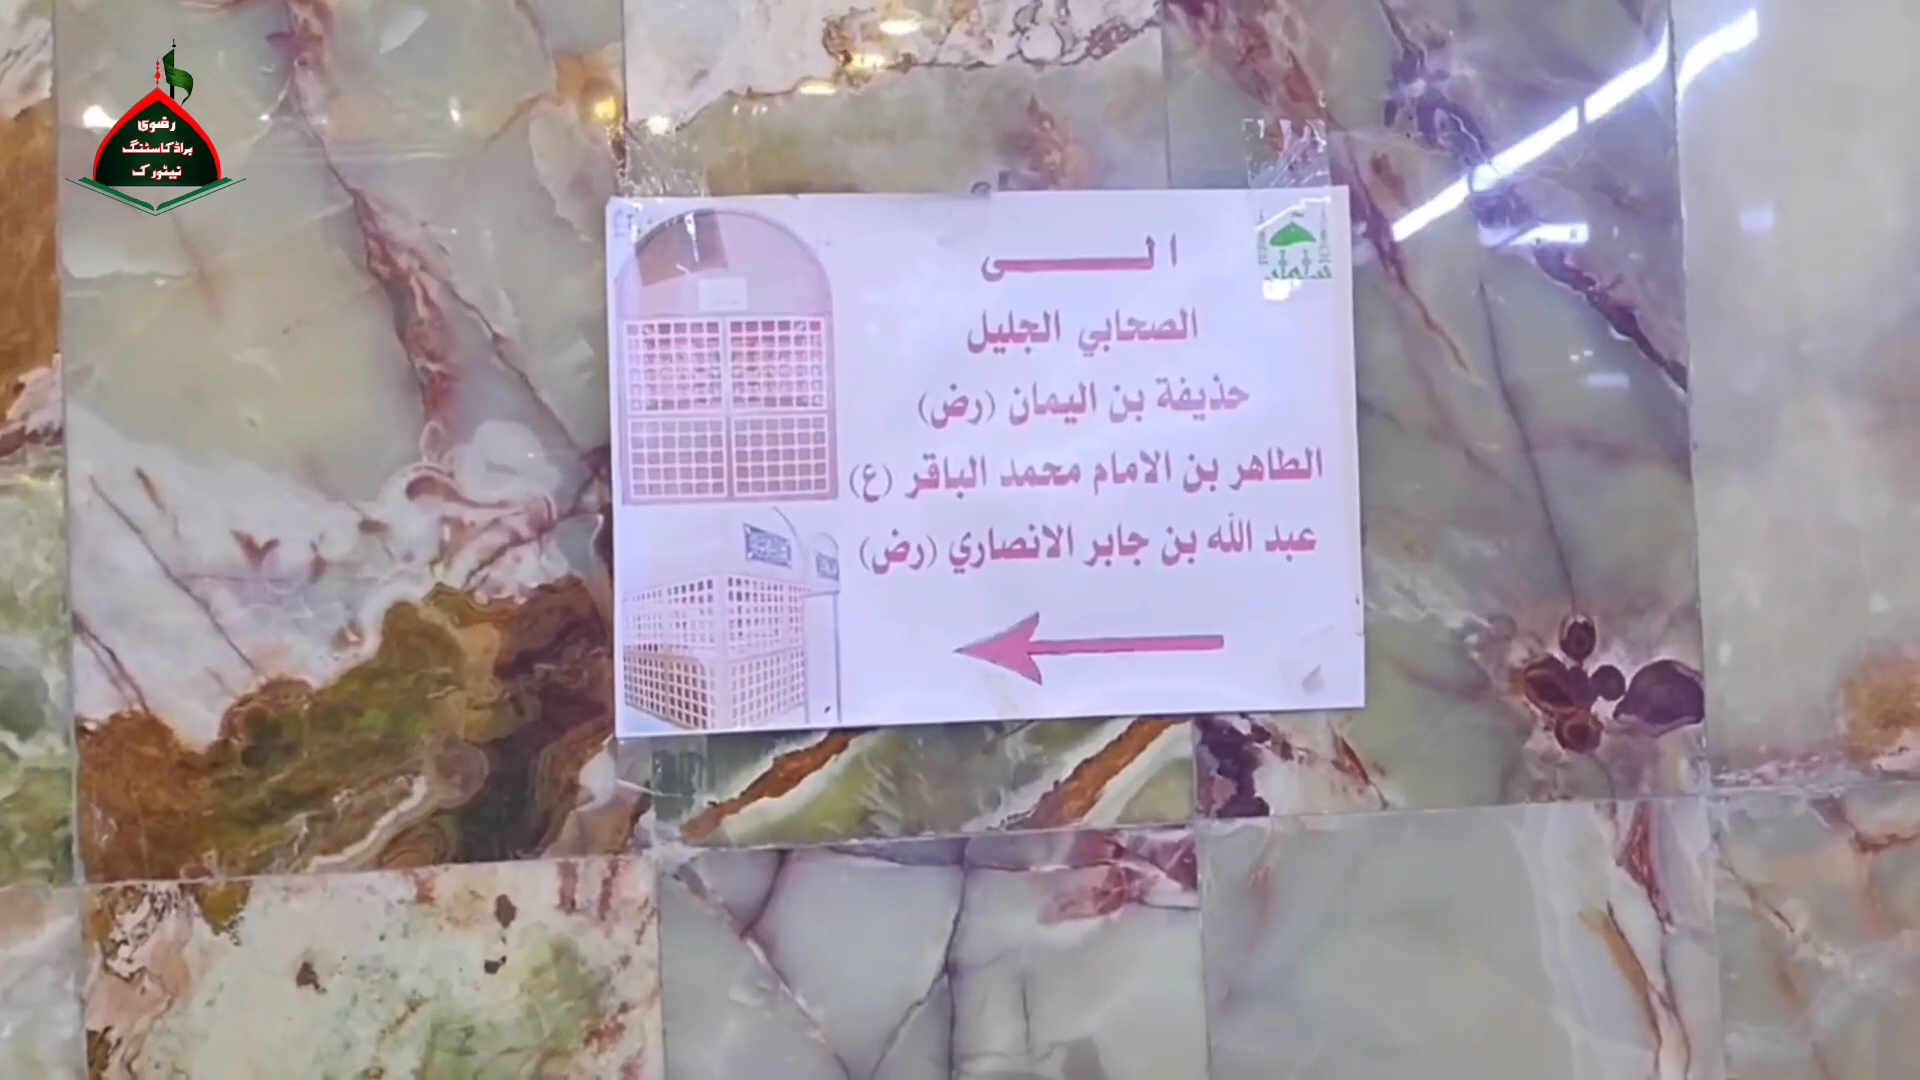 رضوی
براڈکاسٹنگ
نیٹورک
الـــى
الصحابي الجليل
حذيفة بن اليمان (رض)
الطاهر بن الامام محمد الباقر (ع)
عبد الله بن جابر الانصاري (رض)